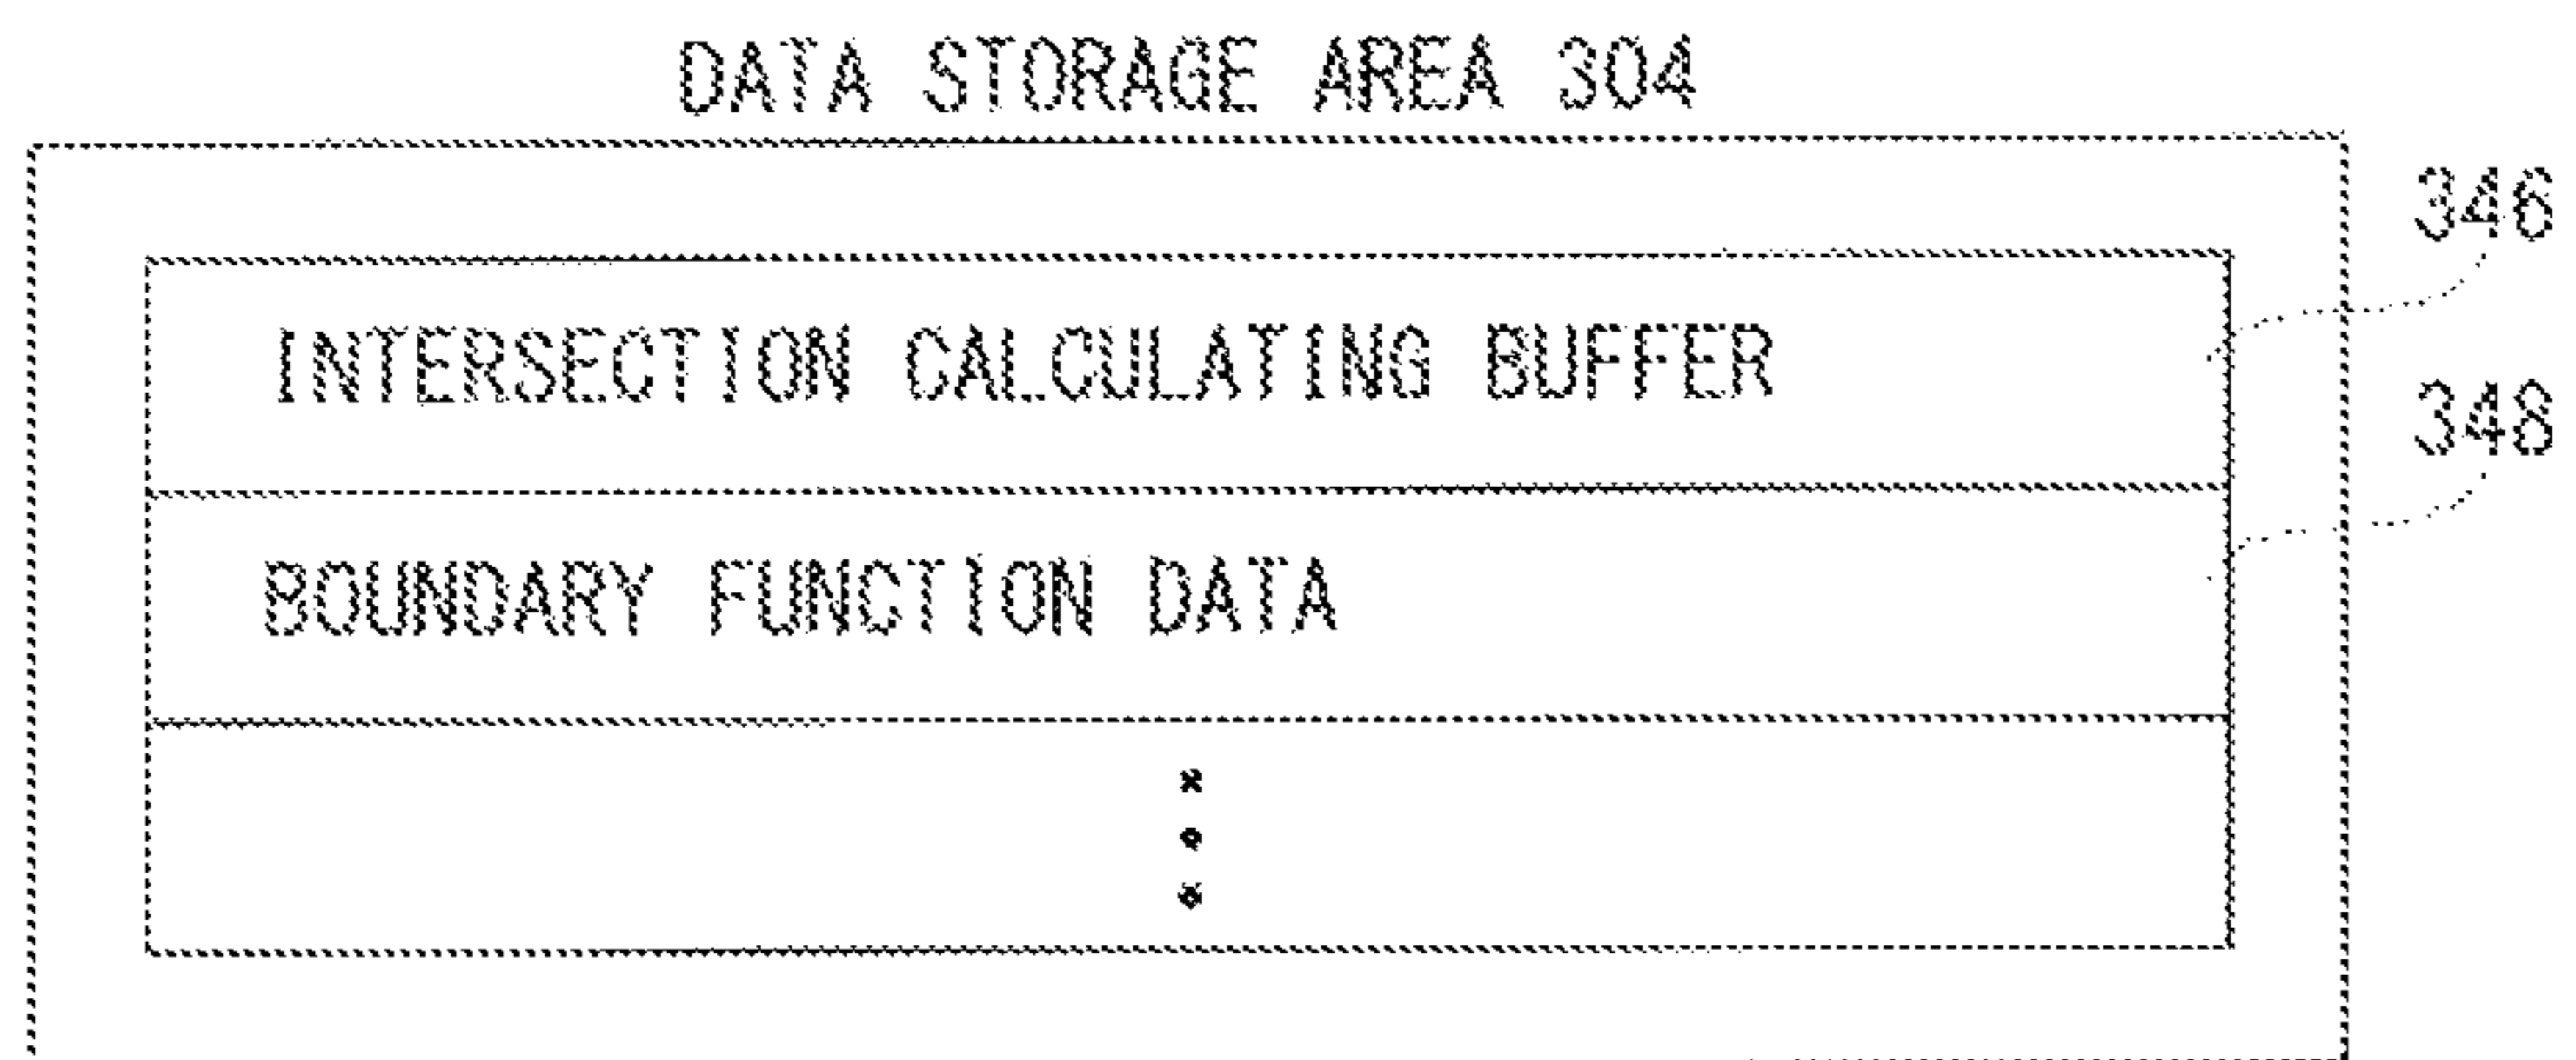 DATA STORAGE AREA 304
346
INTERSECTION CALCULATING BUFFER
348
BOUNDARY FUNCTION DATA